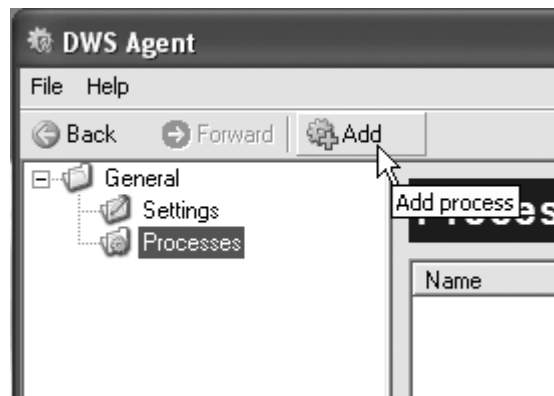 DWS Agent
File Help
Back Forward Add
General
Add process
Settings
Processes
Name